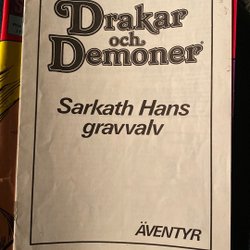 Drakar
och
Demoner
Sarkath Hans
gravvalv
ÄVENTYR